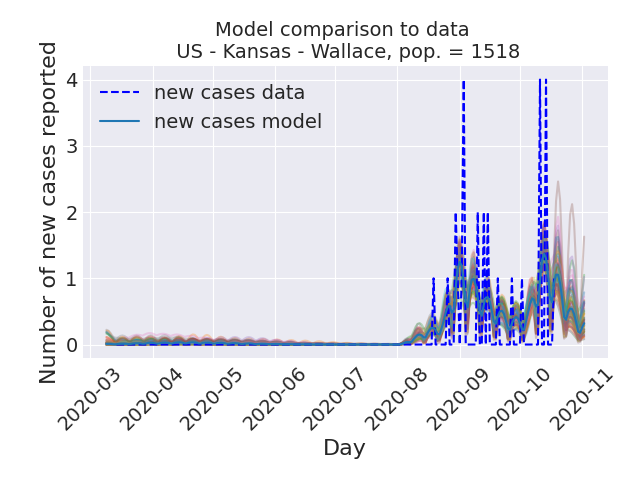 Model comparison to data
US - Kansas - Wallace, pop. = 1518
Number of new cases reported
4
3
2
1
0
new cases data
new cases model
2020-03
2020-04
2020-05
2020-06
2020-07
2020-08
2020-09
2020-10
2020-11
Day